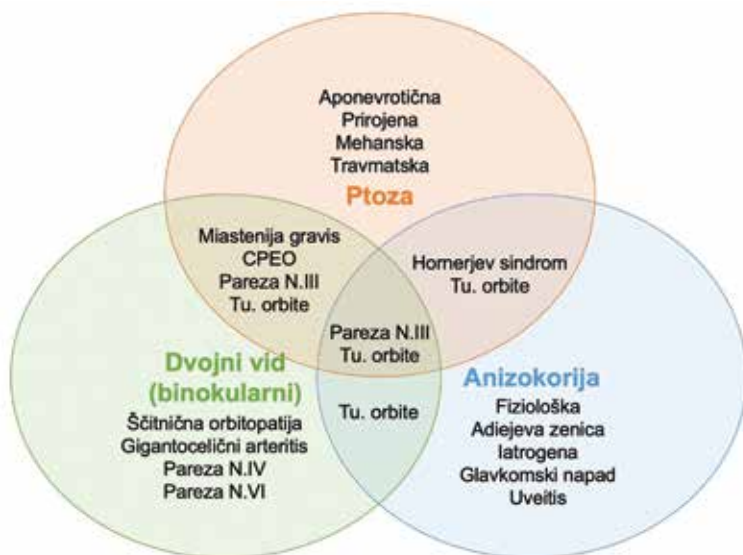 Aponevrotična
Prirojena
Mehanska
Travmatska
Ptoza
Miastenija gravis
CPEO
Pareza N.III
Tu. orbite
Hornerjev sindrom
Tu. orbite
Pareza N.III
Tu. orbite
Dvojni vid
(binokularni)
Ščitnična orbitopatija
Gigantocelični arteritis
Pareza N.IV
Pareza N.VI
Tu. orbite
Anizokorija
Fiziološka
Adiejeva zenica
Iatrogena
Glavkomski napad
Uveitis